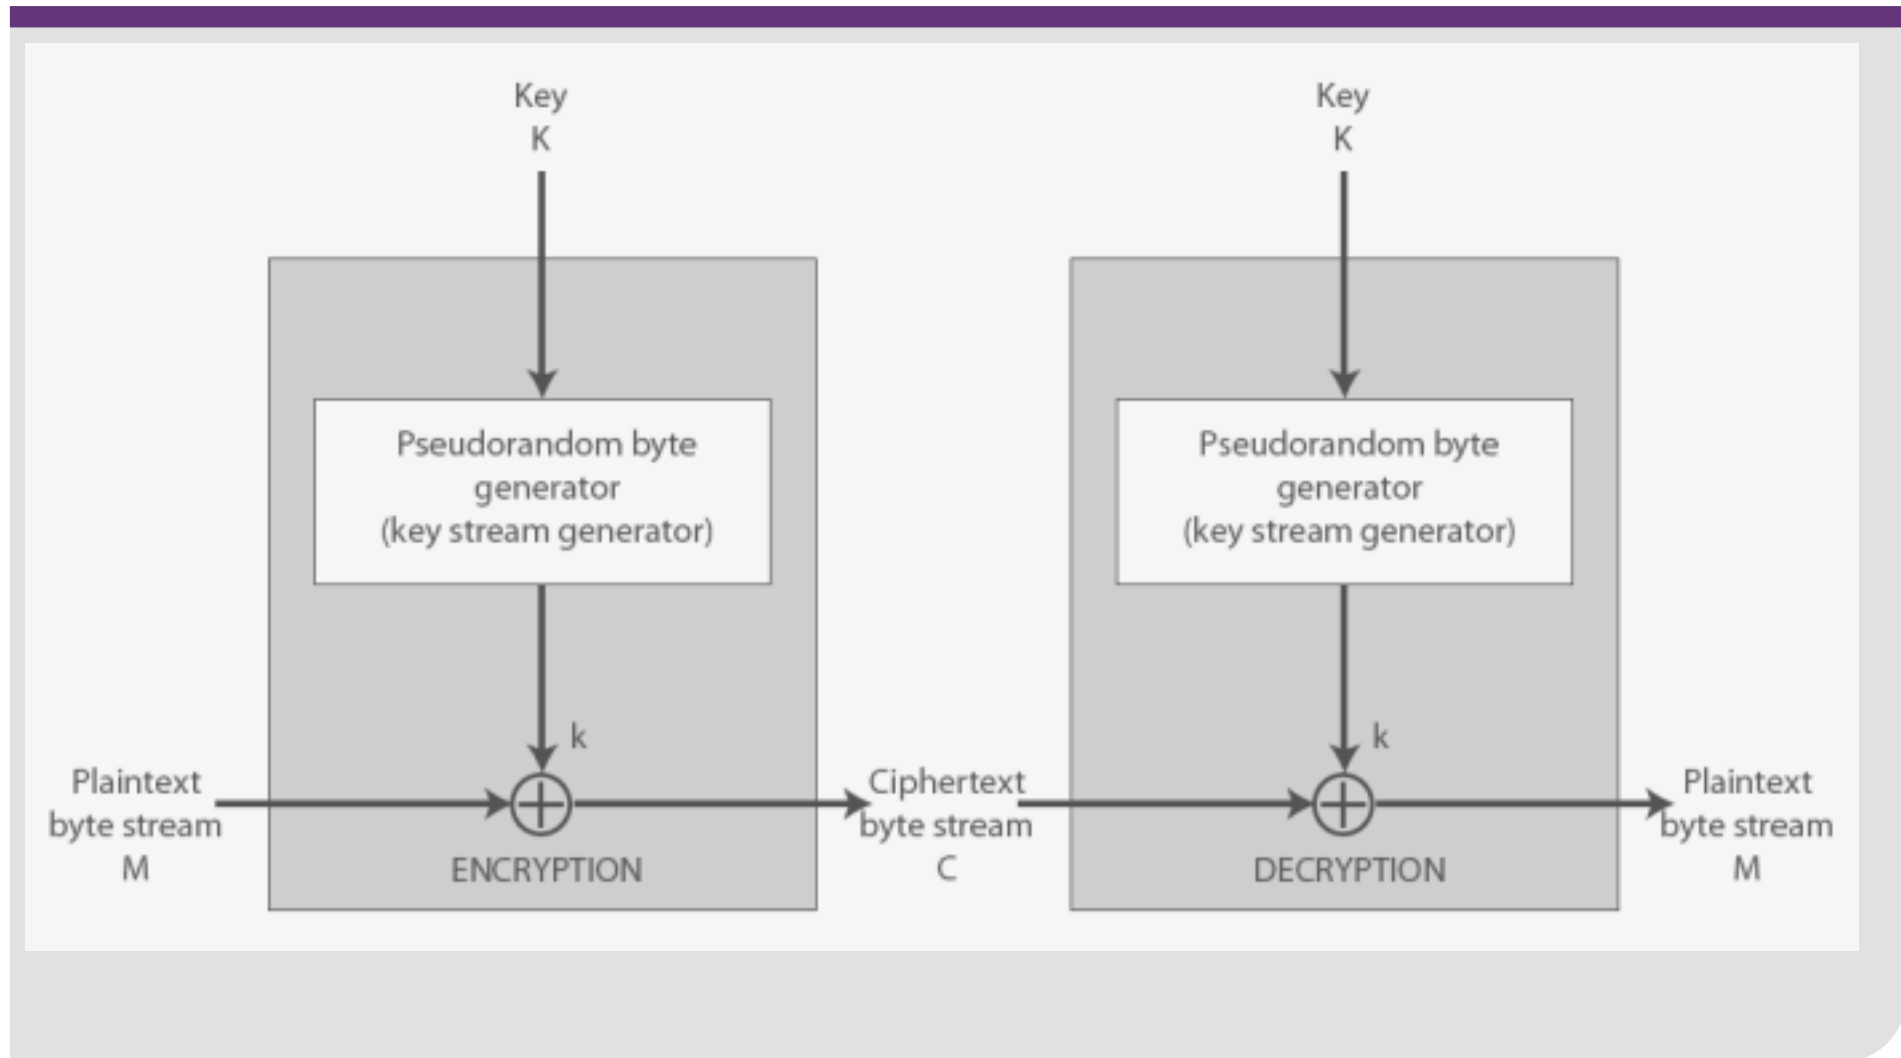 Key
K
Key
K
Pseudorandom byte
generator
(key stream generator)
Pseudorandom byte
generator
(key stream generator)
k
k
Plaintext
byte stream
M
ENCRYPTION
Ciphertext
byte stream
C
DECRYPTION
Plaintext
byte stream
M